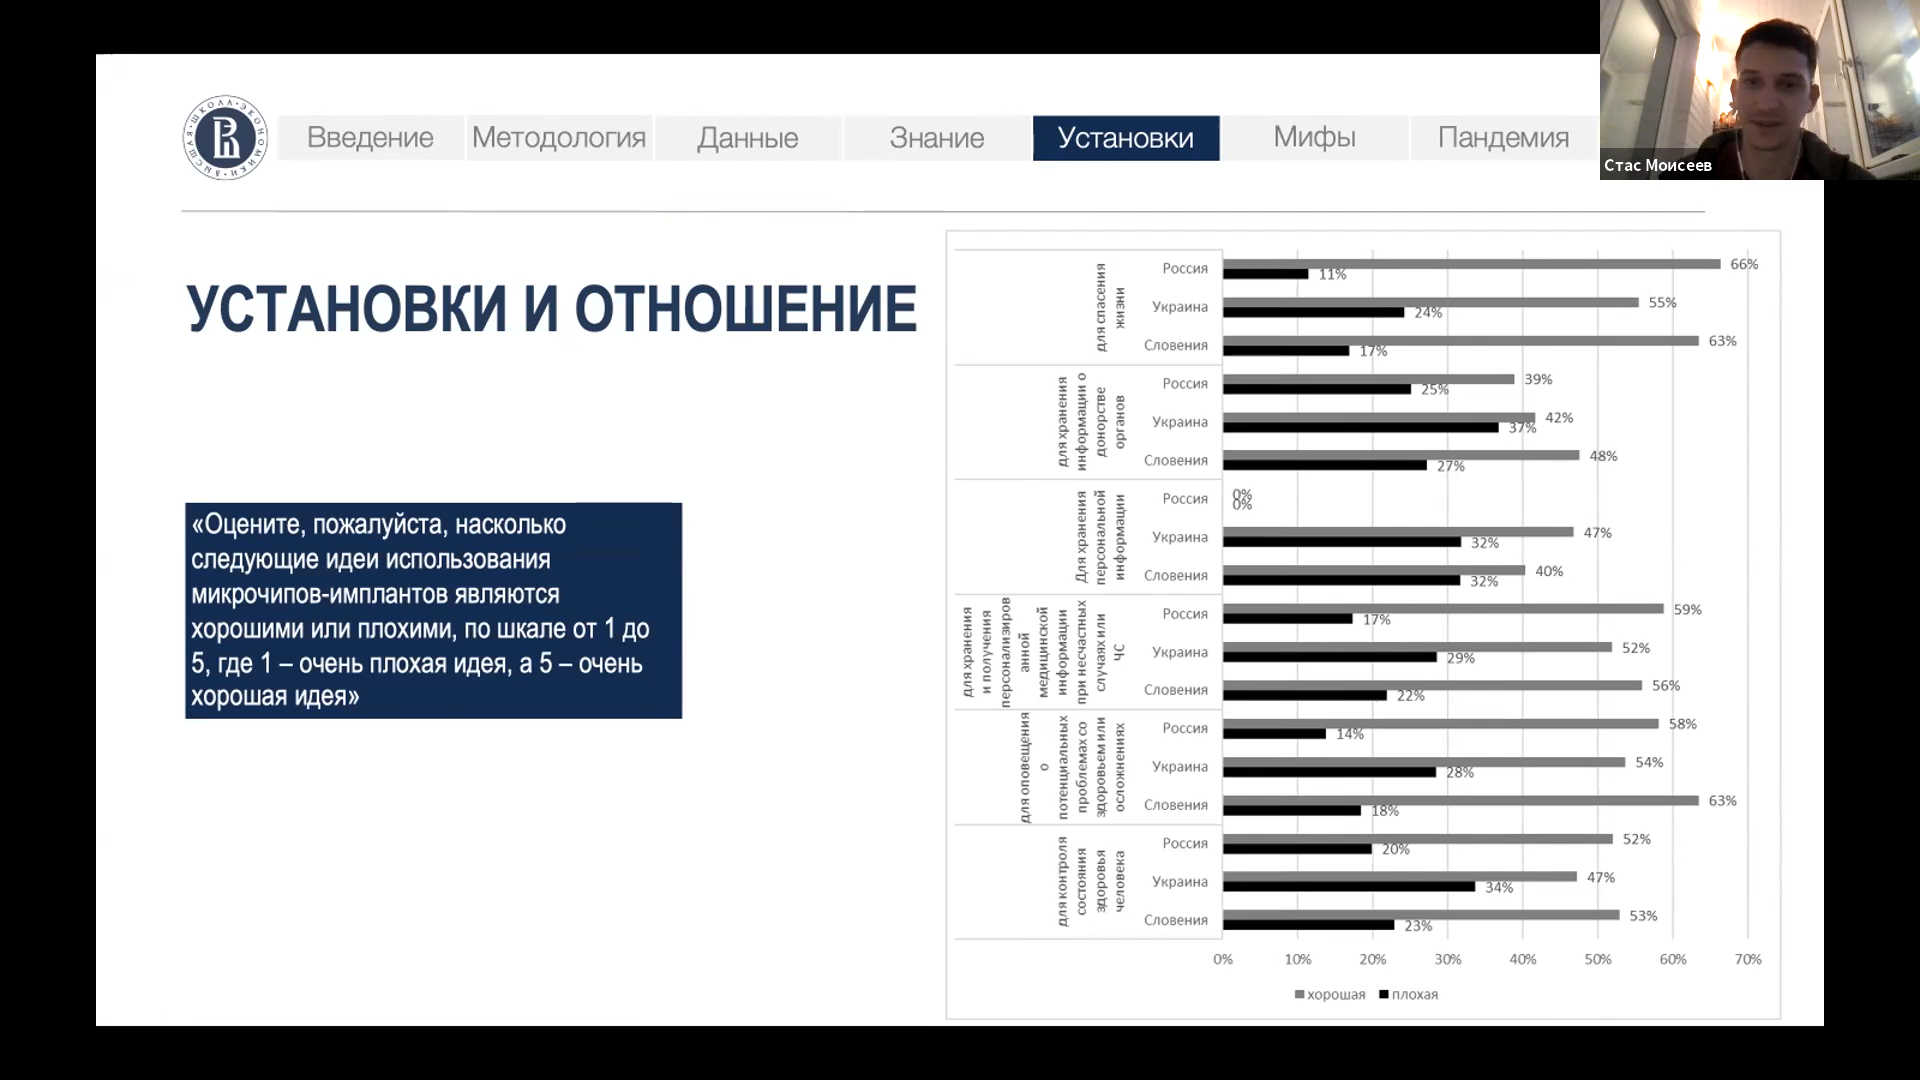 ВЫСШАЯ ШКОЛА ЭКОНОМИКИ
Введение
Методология
Данные
Знание
Установки
Мифы
Пандемия
Стас Моисеев
УСТАНОВКИ И ОТНОШЕНИЕ
«Оцените, пожалуйста, насколько
следующие идеи использования
микрочипов-имплантов являются
хорошими или плохими, по шкале от 1 до
5, где 1 – очень плохая идея, а 5 – очень
хорошая идея»
для спасения
жизни
Россия
66%
11%
Украина
55%
24%
Словения
63%
17%
для хранения
информации о
донорстве
органов
Россия
39%
25%
Украина
42%
37%
Словения
48%
27%
Для хранения
персональной
информации
Россия
0%
0%
Украина
47%
32%
Словения
40%
32%
для хранения
и получения
персонализиров
анной
медицинской
информации
при несчастных
случаях или
ЧС
Россия
59%
17%
Украина
52%
29%
Словения
56%
22%
для оповещения
о
потенциальных
проблемах со
здоровьем или
осложнениях
Россия
58%
14%
Украина
54%
28%
Словения
63%
18%
для контроля
состояния
здоровья
человека
Россия
52%
20%
Украина
47%
34%
Словения
53%
23%
0% 10% 20% 30% 40% 50% 60% 70%
хорошая плохая